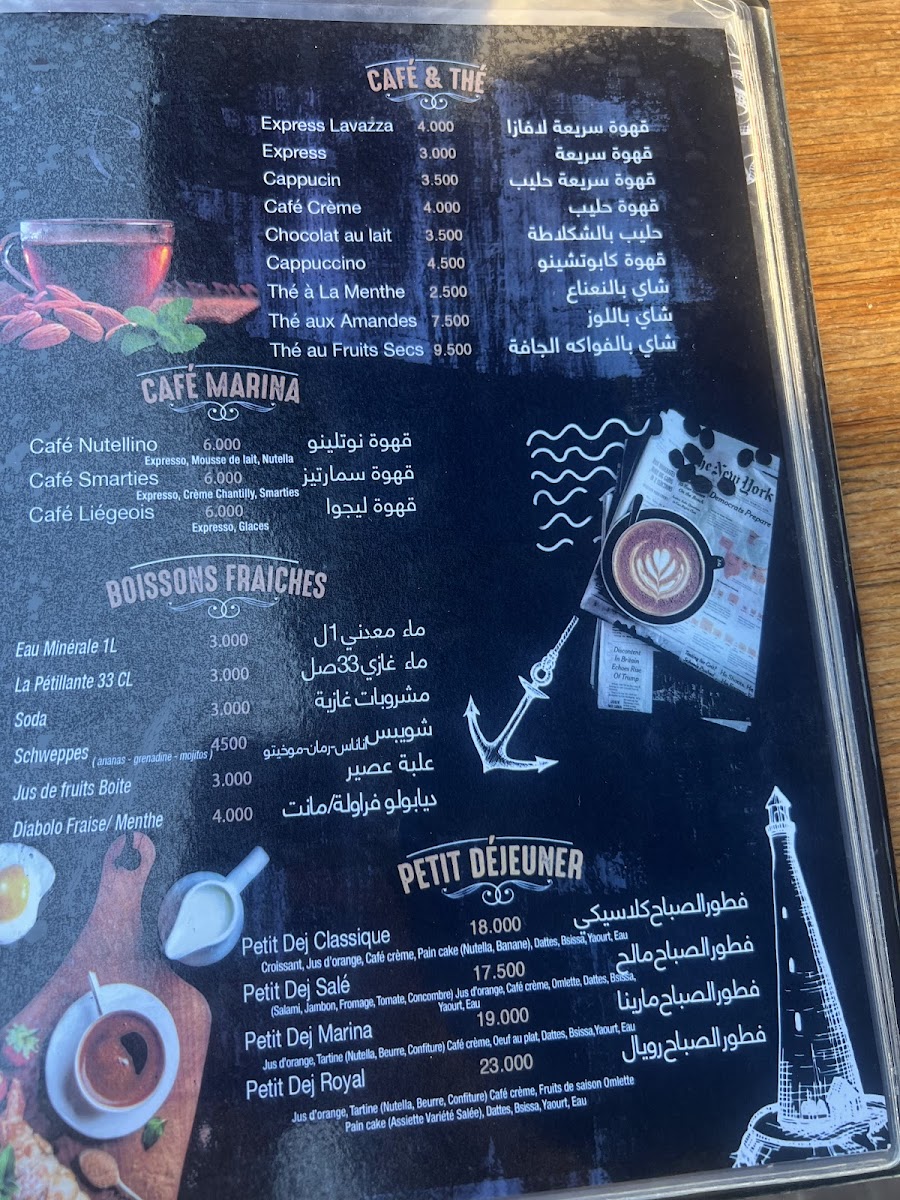 CAFÉ & THÉ
Express Lavazza 4.000 قهوة سريعة لافازا
Express 3.000 قهوة سريعة
Cappucin 3.500 قهوة سريعة حليب
Café Crème 4.000 قهوة حليب
Chocolat au lait 3.500 حليب بالشكلاطة
Cappuccino 4.500 قهوة كابوتشينو
Thé à La Menthe 2.500 شاي بالنعناع
Thé aux Amandes 7.500 شاي باللوز
Thé au Fruits Secs 9.500 شاي بالفواكه الجافة
CAFÉ MARINA
Café Nutellino 6.000 قهوة نوتلينو
Expresso, Mousse de lait, Nutella
Café Smarties 6.000 قهوة سمارتيز
Expresso, Crème Chantilly, Smarties
Café Liégeois 6.000 قهوة ليجوا
Expresso, Glaces
The New York
Democrats Prepare
Discontent
In Britain
Echoes Rise
Of Trump
BOISSONS FRAICHES
Eau Minérale 1L 3.000 ماء معدني 1ل
La Pétillante 33 CL 3.000 ماء غازي 33صل
Soda 3.000 مشروبات غازية
Schweppes (ananas - grenadine - mojitos) 4500 شويبس اناناس-رمان-موخيتو
Jus de fruits Boite 3.000 علبة عصير
Diabolo Fraise/ Menthe 4.000 ديابولو فراولة/مانت
PETIT DÉJEUNER
Petit Dej Classique 18.000 فطور الصباح كلاسيكي
Croissant, Jus d'orange, Café crème, Pain cake (Nutella, Banane), Dattes, Bsissa, Yaourt, Eau
Petit Dej Salé 17.500 فطور الصباح مالح
(Salami, Jambon, Fromage, Tomate, Concombre) Jus d'orange, Café crème, Omlette, Dattes, Bsissa,
Yaourt, Eau
Petit Dej Marina 19.000 فطور الصباح مارينا
Jus d'orange, Tartine (Nutella, Beurre, Confiture) Café crème, Oeuf au plat, Dattes, Bsissa,Yaourt, Eau
Petit Dej Royal 23.000 فطور الصباح رويال
Jus d'orange, Tartine (Nutella, Beurre, Confiture) Café crème, Fruits de saison Omlette
Pain cake (Assiette Variété Salée), Dattes, Bsissa, Yaourt, Eau